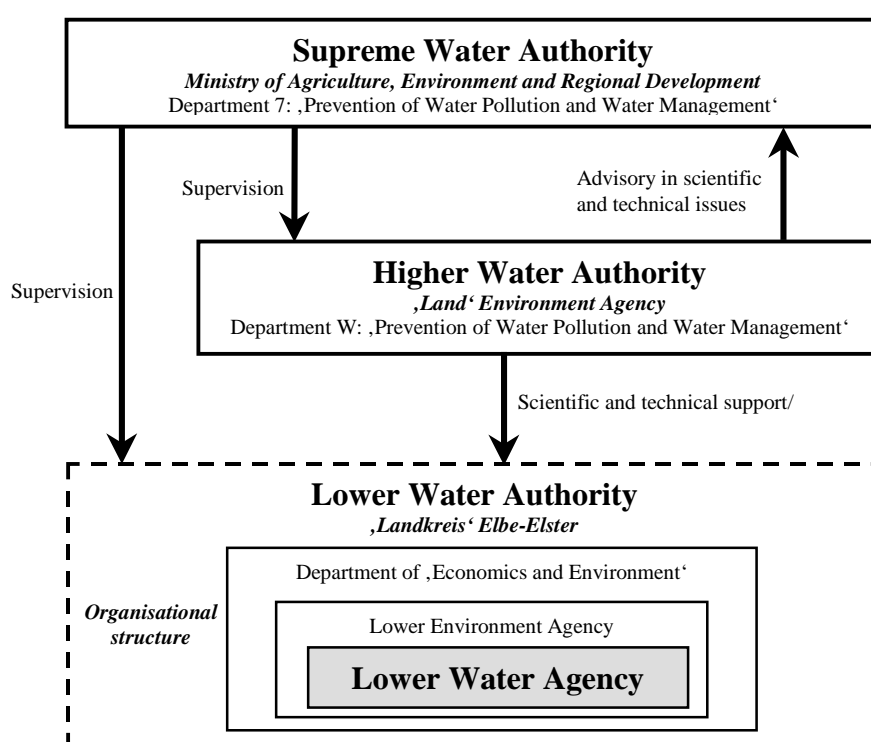 Supreme Water Authority
Ministry of Agriculture, Environment and Regional Development
Department 7: ‚Prevention of Water Pollution and Water Management‘
Supervision
Advisory in scientific
and technical issues
Supervision
Higher Water Authority
‚Land‘ Environment Agency
Department W: ‚Prevention of Water Pollution and Water Management‘
Scientific and technical support/
Lower Water Authority
‚Landkreis‘ Elbe-Elster
Department of ‚Economics and Environment‘
Organisational
structure
Lower Environment Agency
Lower Water Agency